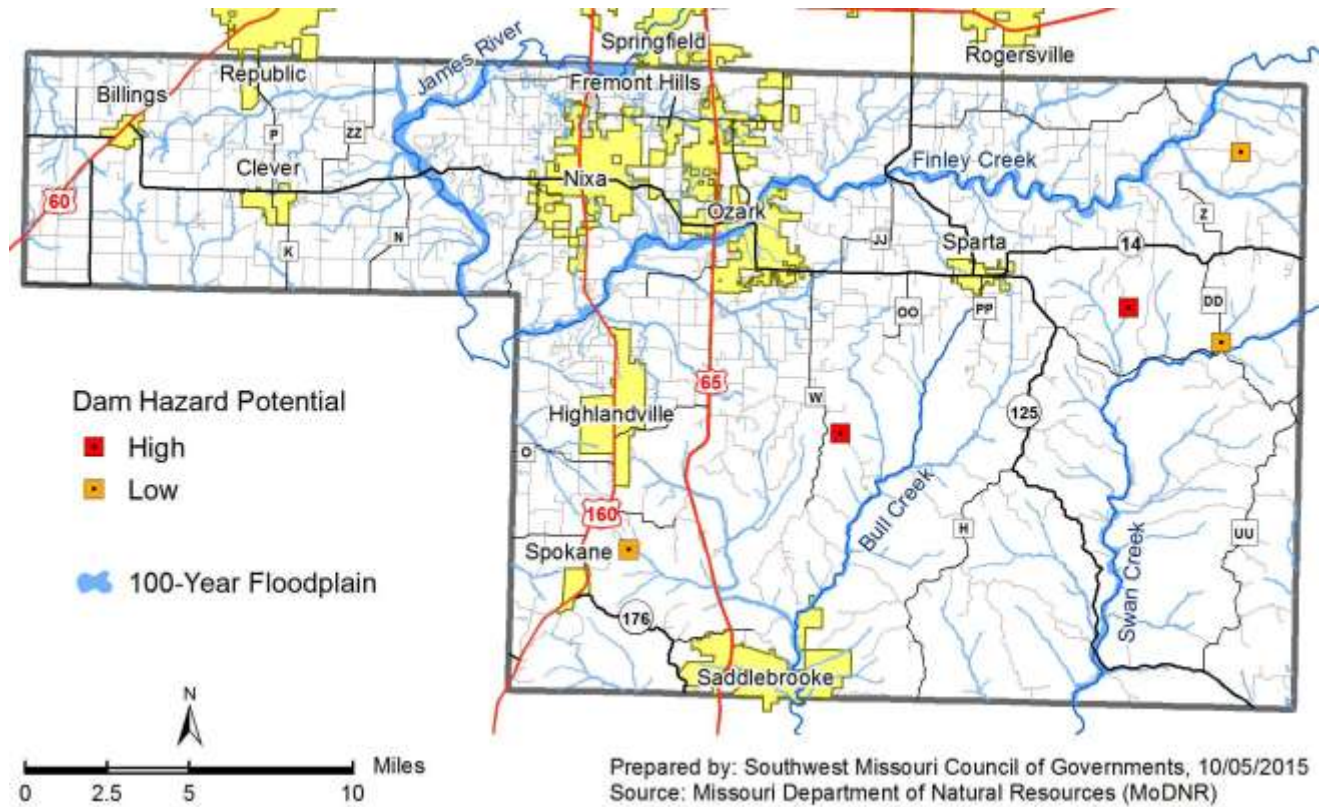 Springfield
Rogersville
James River
Republic
Fremont Hills
Billings
P
ZZ
Finley Creek
Clever
Nixa
60
Ozark
Z
K
N
JJ
Sparta
14
OO
PP
DD
Dam Hazard Potential
High
Low
65
W
125
Highlandville
O
160
Bull Creek
H
UU
Spokane
Swan Creek
100-Year Floodplain
176
Saddlebrooke
N
Miles
0 2.5 5 10
Prepared by: Southwest Missouri Council of Governments, 10/05/2015
Source: Missouri Department of Natural Resources (MoDNR)